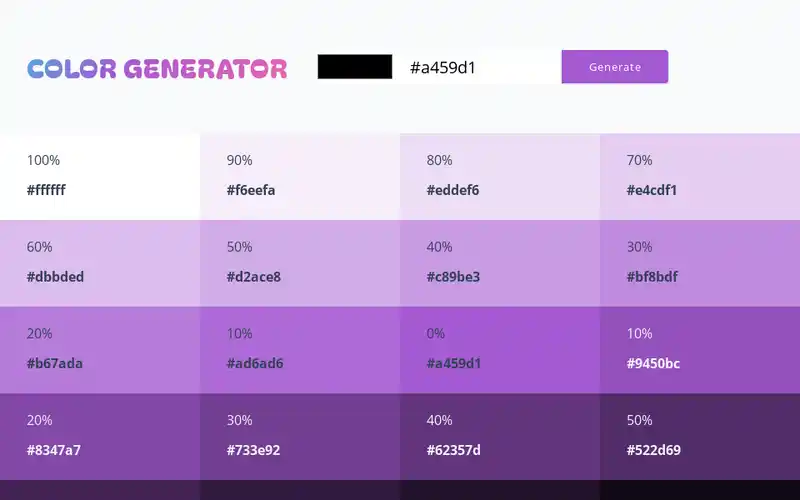 COLOR GENERATOR
#a459d1
Generate
100%
#ffffff
90%
#f6eefa
80%
#eddef6
70%
#e4cdf1
60%
#dbbded
50%
#d2ace8
40%
#c89be3
30%
#bf8bdf
20%
#b67ada
10%
#ad6ad6
0%
#a459d1
10%
#9450bc
20%
#8347a7
30%
#733e92
40%
#62357d
50%
#522d69